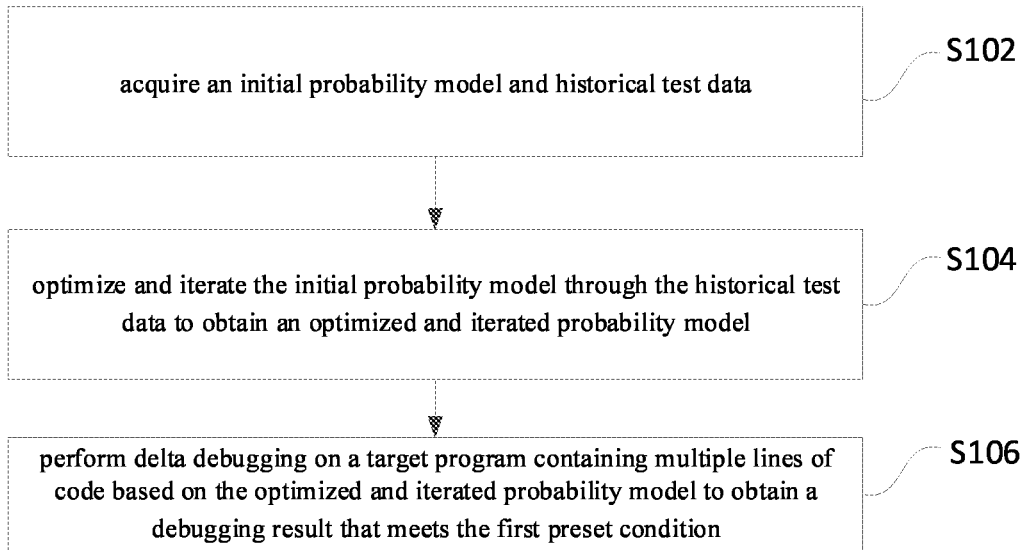 acquire an initial probability model and historical test data
S102
optimize and iterate the initial probability model through the historical test
data to obtain an optimized and iterated probability model
S104
perform delta debugging on a target program containing multiple lines of
code based on the optimized and iterated probability model to obtain a
debugging result that meets the first preset condition
S106